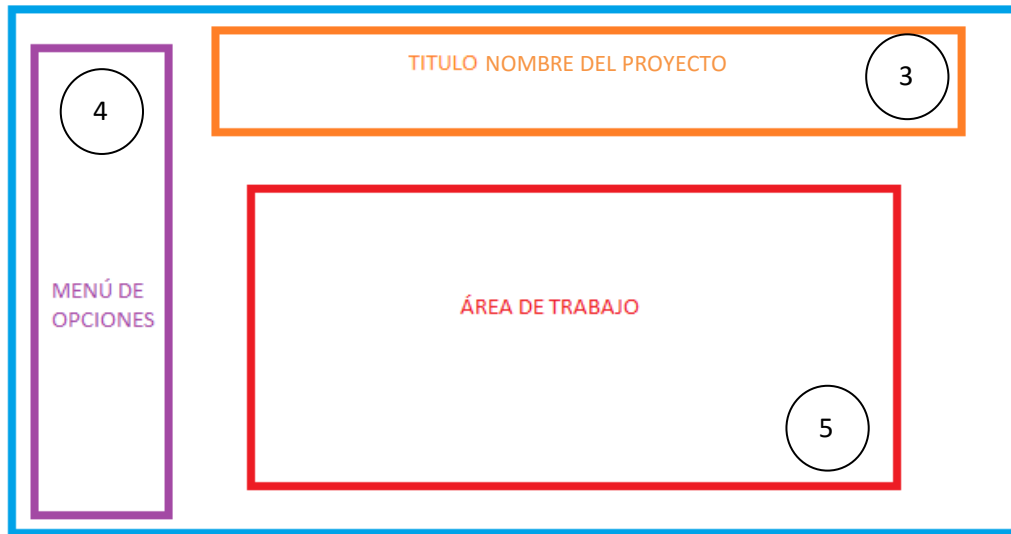 TITULO NOMBRE DEL PROYECTO
3
4
MENÚ DE
OPCIONES
ÁREA DE TRABAJO
5